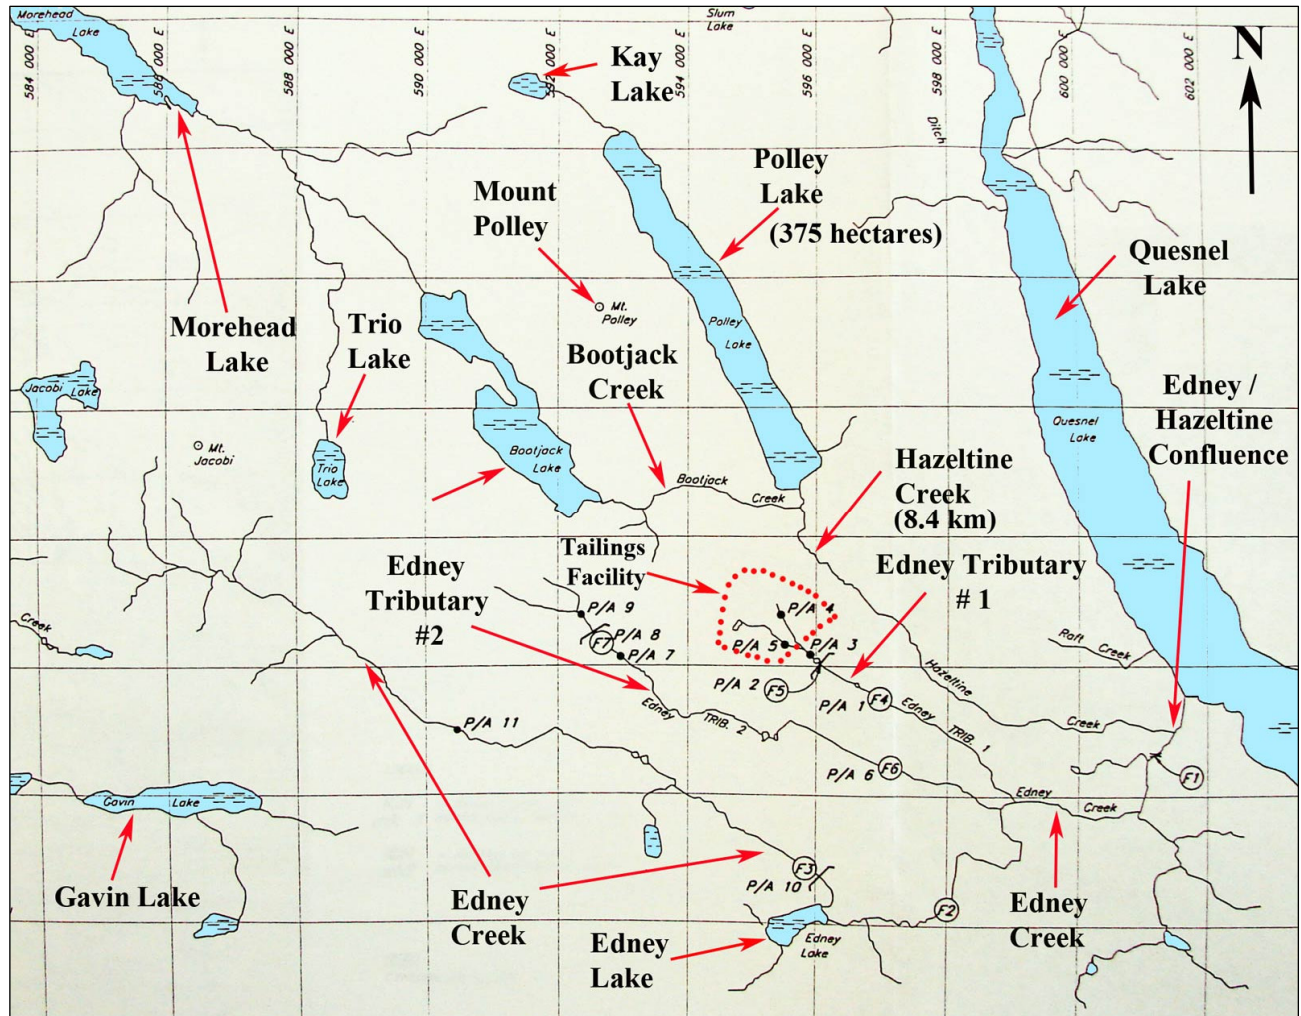 Morehead
Lake
584 000 E
586 000 E
588 000 E
590 000 E
592 000 E
594 000 E
596 000 E
598 000 E
600 000 E
602 000 E
Slum
Lake
N
Kay
Lake
Ditch
Polley
Lake
(375 hectares)
Mount
Polley
Quesnel
Lake
Mt.
Polley
Morehead
Lake
Trio
Lake
Polley
Lake
Bootjack
Creek
Edney /
Hazeltine
Confluence
Jacobi Lake
Mt.
Jacobi
Quesnel
Lake
Trio
Lake
Bootjack
Lake
Bootjack Creek
Hazeltine
Creek
(8.4 km)
Tailings
Facility
Edney
Tributary
#2
Edney Tributary
# 1
Creek
P/A 9
P/A 8
F7
P/A 7
P/A 4
P/A 5
P/A 3
Raft
Creek
P/A 2
F5
P/A 1
F4
Hazeltine
Creek
Edney
TRIB. 2
Edney
TRIB. 1
P/A 11
P/A 6
F6
F1
Gavin Lake
Edney
Creek
Gavin Lake
F3
P/A 10
F2
Edney
Creek
Edney
Creek
Edney
Lake
Edney
Lake